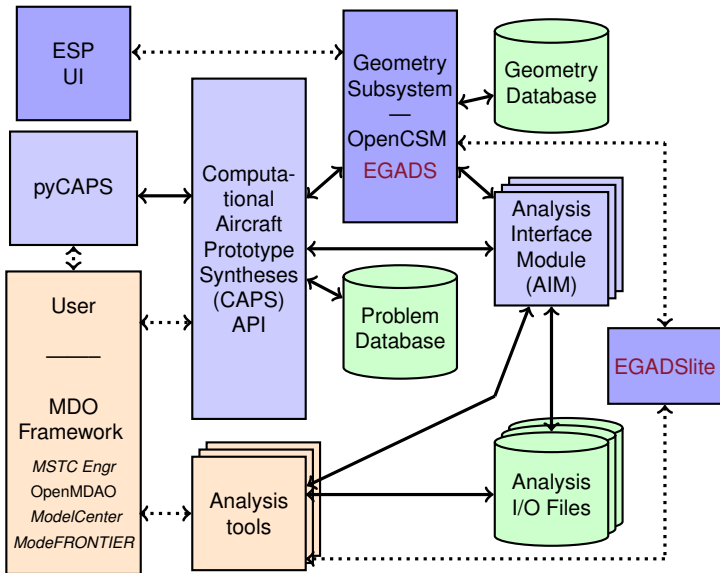 ESP
UI
Geometry
Subsystem
—
OpenCSM
EGADS
Geometry
Database
pyCAPS
Computa-
tional
Aircraft
Prototype
Syntheses
(CAPS)
API
Analysis
Interface
Module
(AIM)
Problem
Database
User
MDO
Framework
MSTC Engr
OpenMDAO
ModelCenter
ModeFRONTIER
EGADSlite
Analysis
tools
Analysis
I/O Files